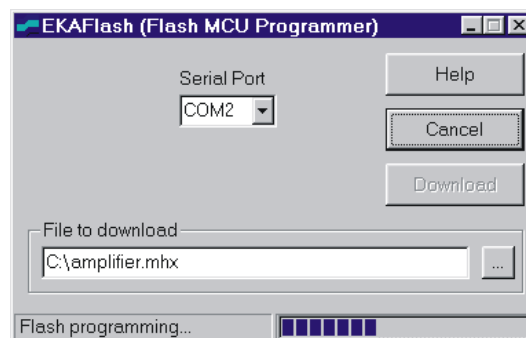 EKAFlash (Flash MCU Programmer)
Serial Port
COM2
Help
Cancel
Download
File to download
C:\amplifier.mhx
...
Flash programming...